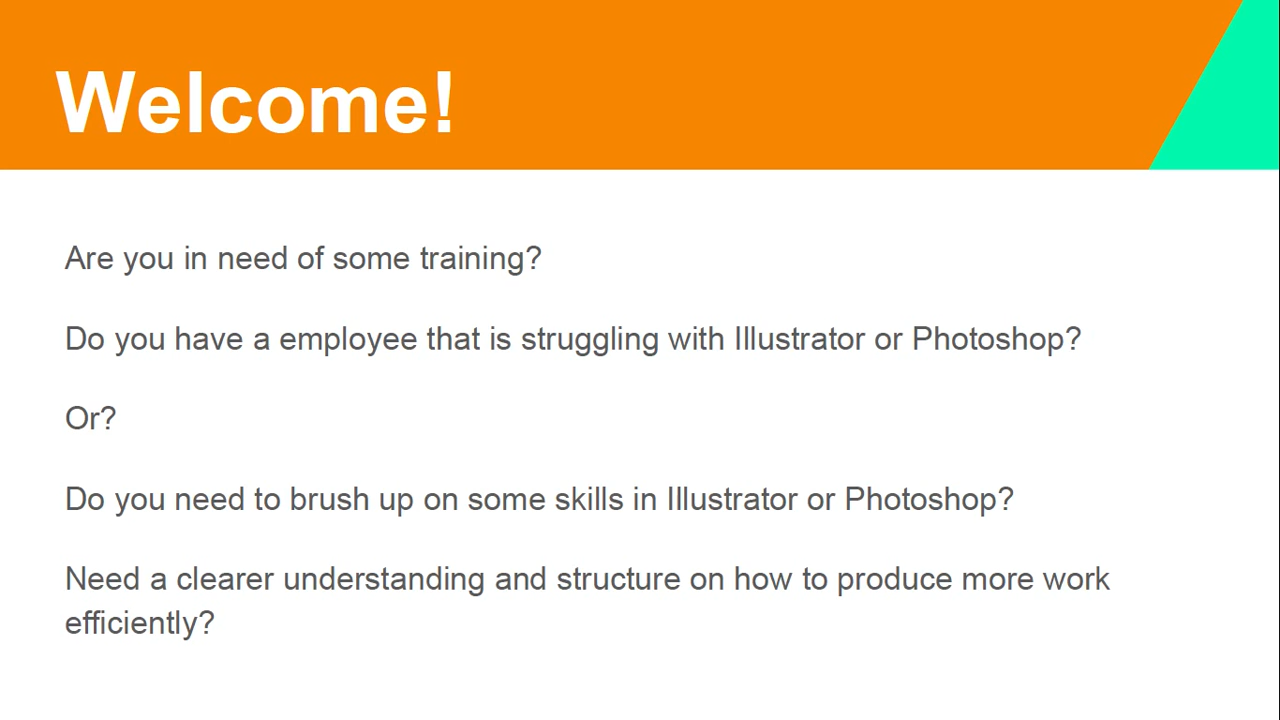 Welcome!
Are you in need of some training?
Do you have a employee that is struggling with Illustrator or Photoshop?
Or?
Do you need to brush up on some skills in Illustrator or Photoshop?
Need a clearer understanding and structure on how to produce more work
efficiently?